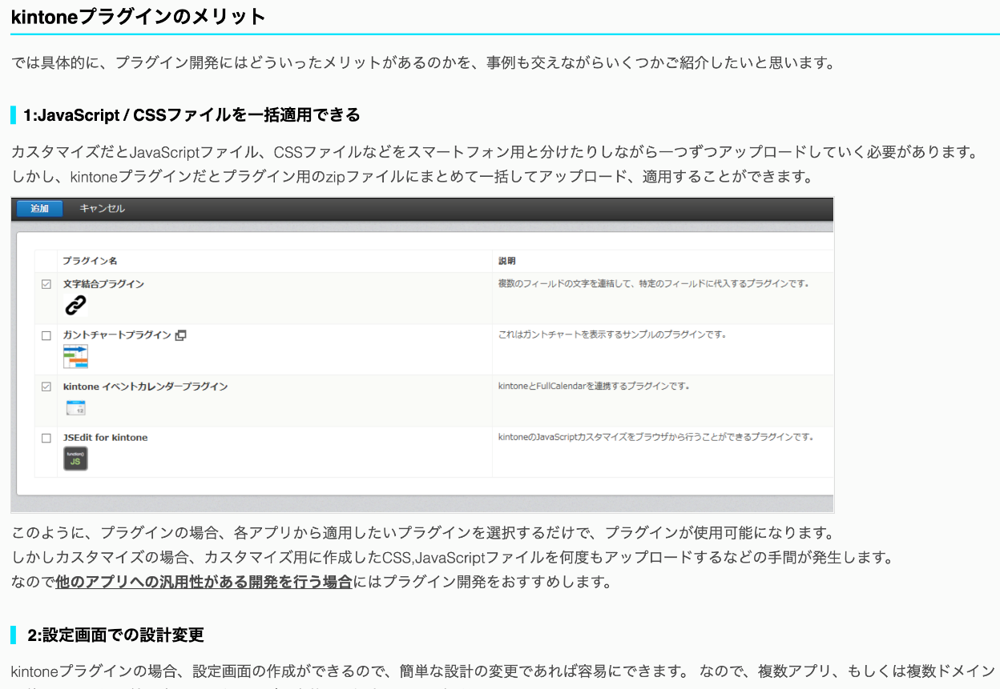 kintoneプラグインのメリット
では具体的に、プラグイン開発にはどういったメリットがあるのかを、事例も交えながらいくつかご紹介したいと思います。
1:JavaScript / CSSファイルを一括適用できる
カスタマイズだとJavaScriptファイル、CSSファイルなどをスマートフォン用と分けたりしながら一つずつアップロードしていく必要があります。
しかし、kintoneプラグインだとプラグイン用のzipファイルにまとめて一括してアップロード、適用することができます。
追加 キャンセル
プラグイン名 説明
文字結合プラグイン 複数のフィールドの文字を連結して、特定のフィールドに代入するプラグインです。
ガントチャートプラグイン これはガントチャートを表示するサンプルのプラグインです。
kintone イベントカレンダープラグイン kintoneとFullCalendarを連携するプラグインです。
12
JSEdit for kintone kintoneのJavaScriptカスタマイズをブラウザから行うことができるプラグインです。
function()
JS
このように、プラグインの場合、各アプリから適用したいプラグインを選択するだけで、プラグインが使用可能になります。
しかしカスタマイズの場合、カスタマイズ用に作成したCSS,JavaScriptファイルを何度もアップロードするなどの手間が発生します。
なので他のアプリへの汎用性がある開発を行う場合にはプラグイン開発をおすすめします。
2:設定画面での設計変更
kintoneプラグインの場合、設定画面の作成ができるので、簡単な設計の変更であれば容易にできます。 なので、複数アプリ、もしくは複数ドメイン